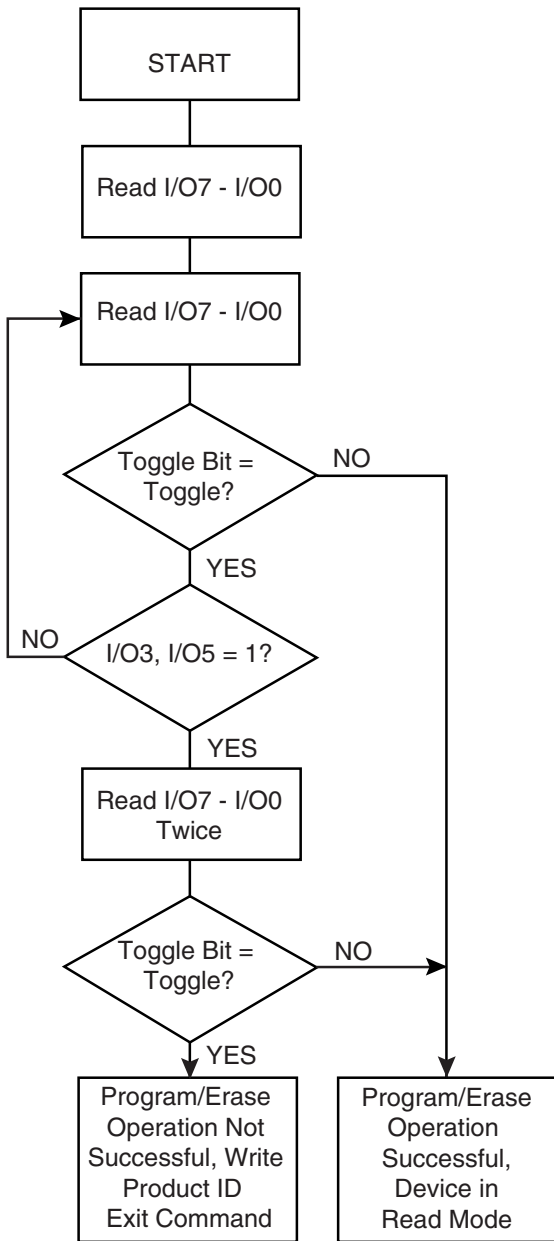 START
Read I/O7 - I/O0
Read I/O7 - I/O0
Toggle Bit =
Toggle?
NO
YES
NO
I/O3, I/O5 = 1?
YES
Read I/O7 - I/O0
Twice
Toggle Bit =
Toggle?
NO
YES
Program/Erase
Operation Not
Successful, Write
Product ID
Exit Command
Program/Erase
Operation
Successful,
Device in
Read Mode